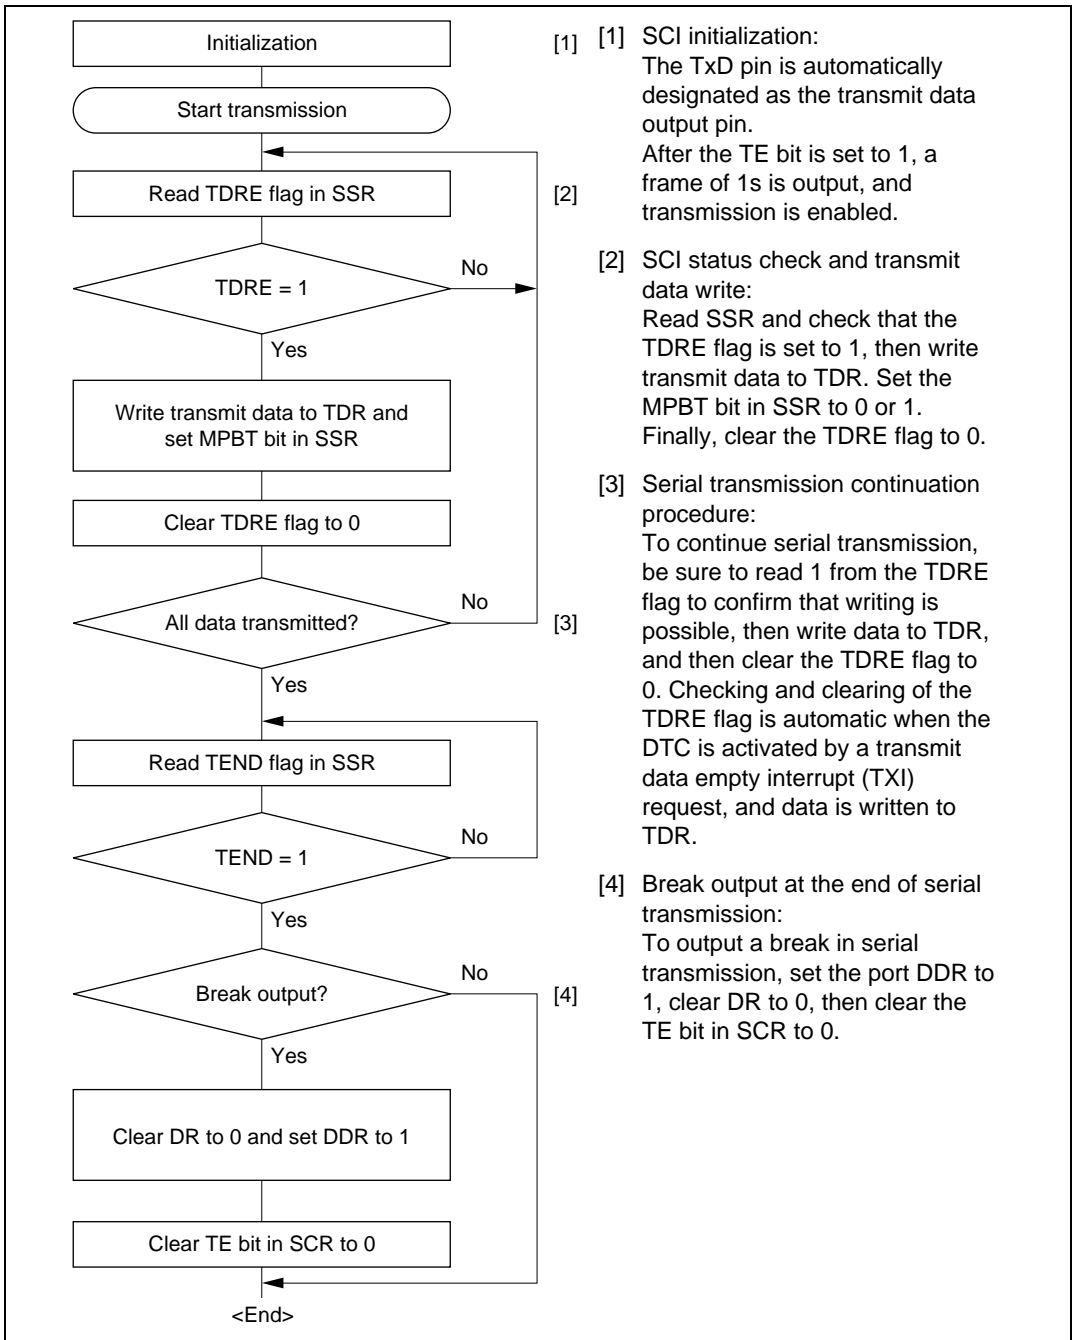 Initialization
[1]
Start transmission
Read TDRE flag in SSR
[2]
TDRE = 1
No
Yes
Write transmit data to TDR and
set MPBT bit in SSR
Clear TDRE flag to 0
All data transmitted?
No
[3]
Yes
Read TEND flag in SSR
TEND = 1
No
Yes
Break output?
No
[4]
Yes
Clear DR to 0 and set DDR to 1
Clear TE bit in SCR to 0
<End>
[1] SCI initialization:
The TxD pin is automatically
designated as the transmit data
output pin.
After the TE bit is set to 1, a
frame of 1s is output, and
transmission is enabled.
[2] SCI status check and transmit
data write:
Read SSR and check that the
TDRE flag is set to 1, then write
transmit data to TDR. Set the
MPBT bit in SSR to 0 or 1.
Finally, clear the TDRE flag to 0.
[3] Serial transmission continuation
procedure:
To continue serial transmission,
be sure to read 1 from the TDRE
flag to confirm that writing is
possible, then write data to TDR,
and then clear the TDRE flag to
0. Checking and clearing of the
TDRE flag is automatic when the
DTC is activated by a transmit
data empty interrupt (TXI)
request, and data is written to
TDR.
[4] Break output at the end of serial
transmission:
To output a break in serial
transmission, set the port DDR to
1, clear DR to 0, then clear the
TE bit in SCR to 0.